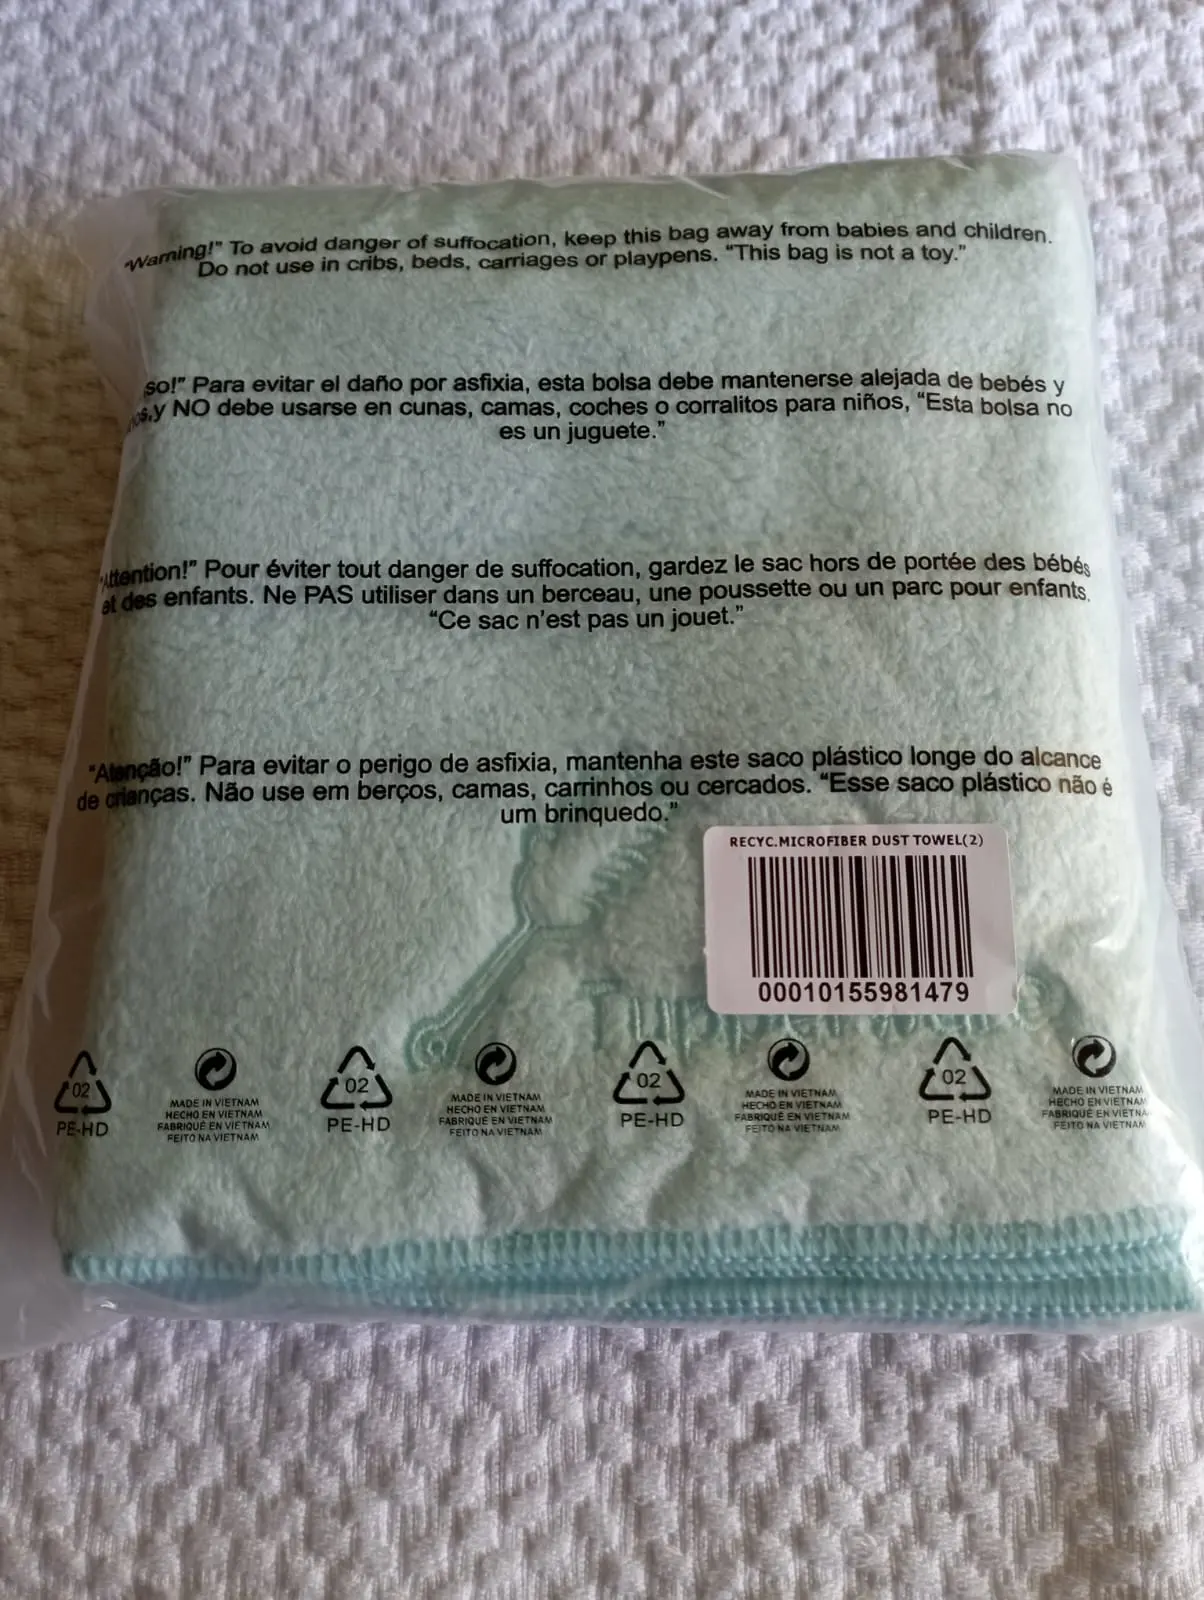 "Warning!" To avoid danger of suffocation, keep this bag away from babies and children.
Do not use in cribs, beds, carriages or playpens. "This bag is not a toy."
so!" Para evitar el daño por asfixia, esta bolsa debe mantenerse alejada de bebés y
y NO debe usarse en cunas, camas, coches o corralitos para niños, "Esta bolsa no
es un juguete."
"Attention!" Pour éviter tout danger de suffocation, gardez le sac hors de portée des bébés
et des enfants. Ne PAS utiliser dans un berceau, une poussette ou un parc pour enfants.
"Ce sac n'est pas un jouet."
"Atenção!" Para evitar o perigo de asfixia, mantenha este saco plástico longe do alcance
de crianças. Não use em berços, camas, carrinhos ou cercados. "Esse saco plástico não é
um brinquedo."
RECYC.MICROFIBER DUST TOWEL(2)
00010155981479
02
PE-HD
MADE IN VIETNAM
HECHO EN VIETNAM
FABRIQUÉ EN VIETNAM
FEITO NA VIETNAM
02
PE-HD
MADE IN VIETNAM
HECHO EN VIETNAM
FABRIQUÉ EN VIETNAM
FEITO NA VIETNAM
02
PE-HD
MADE IN VIETNAM
HECHO EN VIETNAM
FABRIQUÉ EN VIETNAM
FEITO NA VIETNAM
02
PE-HD
MADE IN VIETNAM
HECHO EN VIETNAM
FABRIQUÉ EN VIETNA
FEITO NA VIETNAM